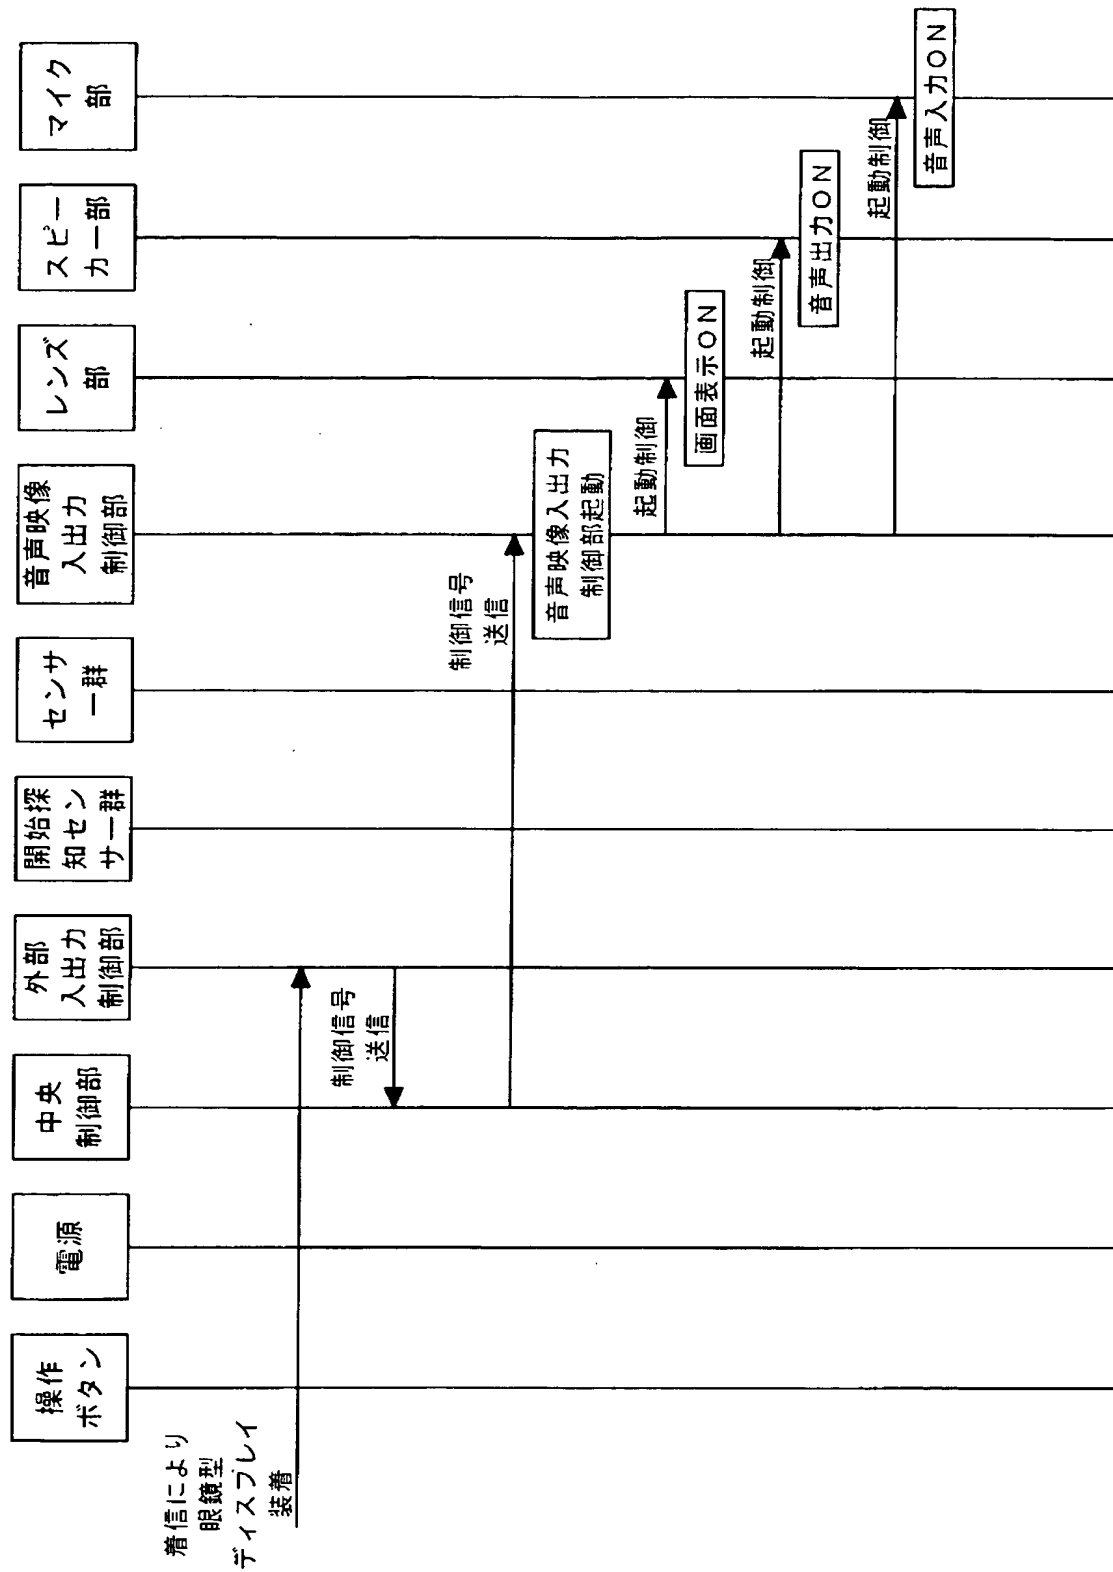 操作
ボタン
電源
中央
制御部
外部
入出力
制御部
開始探
知セン
サー群
センサ
ー群
音声映像
入出力
制御部
レンズ
部
スピー
カー部
マイク
部
着信により
眼鏡型
ディスプレイ
装着
制御信号
送信
制御信号
送信
音声映像入出力
制御部起動
起動制御
画面表示ON
起動制御
音声出力ON
起動制御
音声入力ON